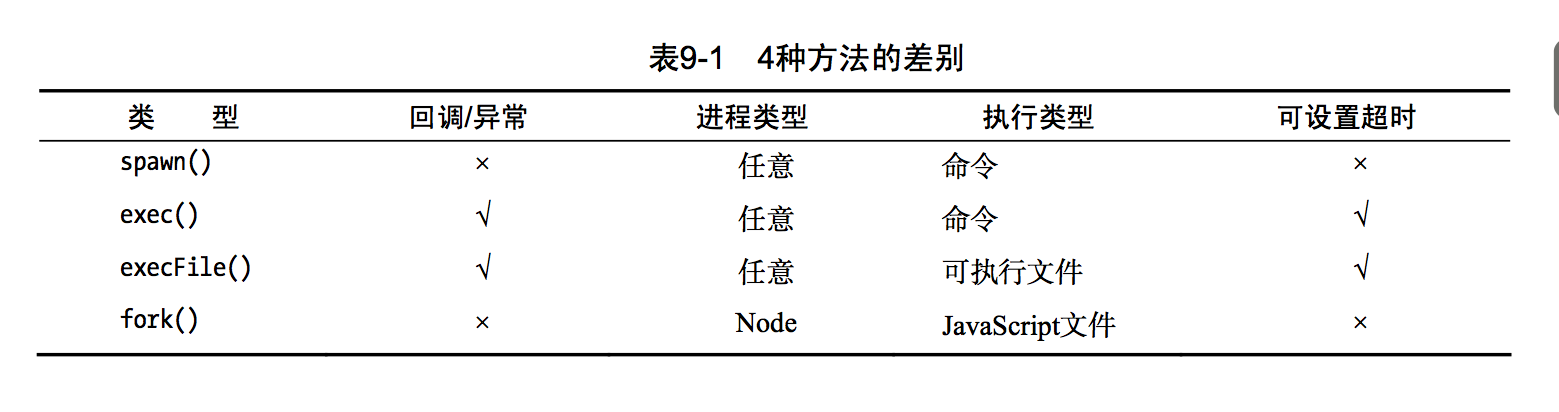 表9-1 4种方法的差别
类 型 回调/异常 进程类型 执行类型 可设置超时
spawn() × 任意 命令 ×
exec() √ 任意 命令 √
execFile() √ 任意 可执行文件 √
fork() × Node JavaScript文件 ×